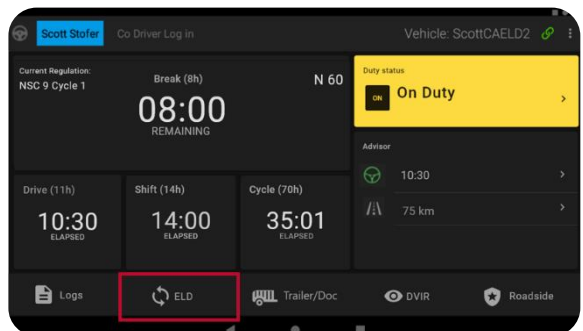 Scott Stofer
Co Driver Log in
Vehicle: ScottCAELD2
Current Regulation:
NSC 9 Cycle 1
Break (8h)
08:00
REMAINING
N 60
Duty status
ON
On Duty
Advisor
10:30
75 km
Drive (11h)
10:30
ELAPSED
Shift (14h)
14:00
ELAPSED
Cycle (70h)
35:01
ELAPSED
Logs
ELD
Trailer/Doc
DVIR
Roadside